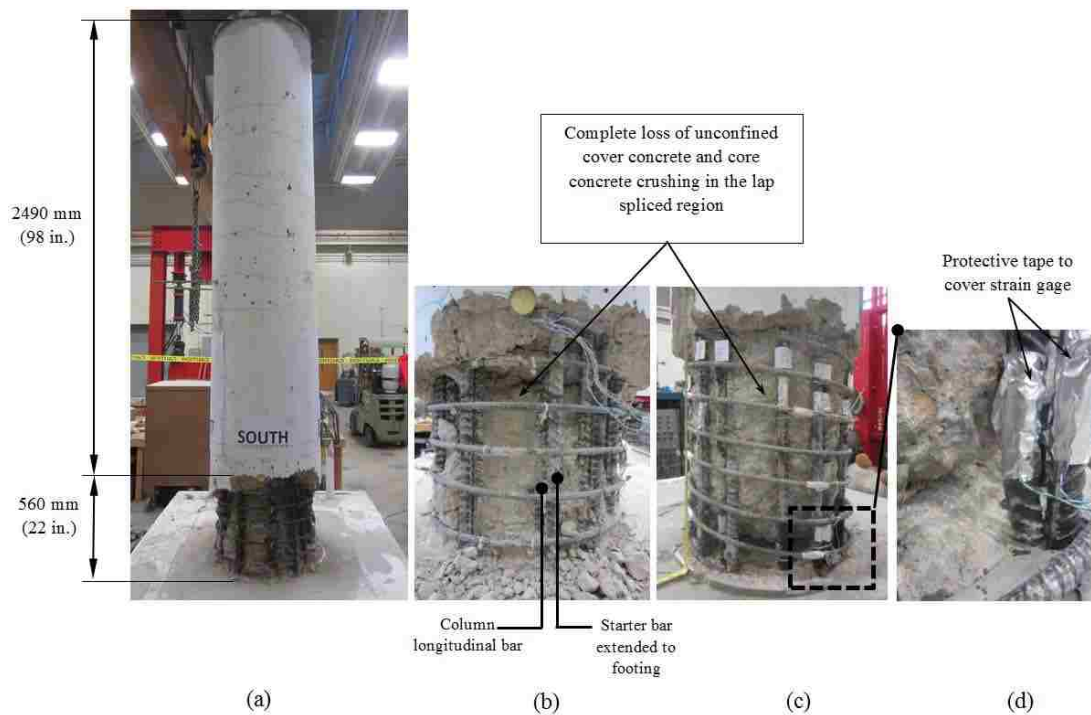 Complete loss of unconfined
cover concrete and core
concrete crushing in the lap
spliced region
2490 mm
(98 in.)
Protective tape to
cover strain gage
SOUTH
560 mm
(22 in.)
Column
longitudinal bar
Starter bar
extended to
footing
(a)
(b)
(c)
(d)